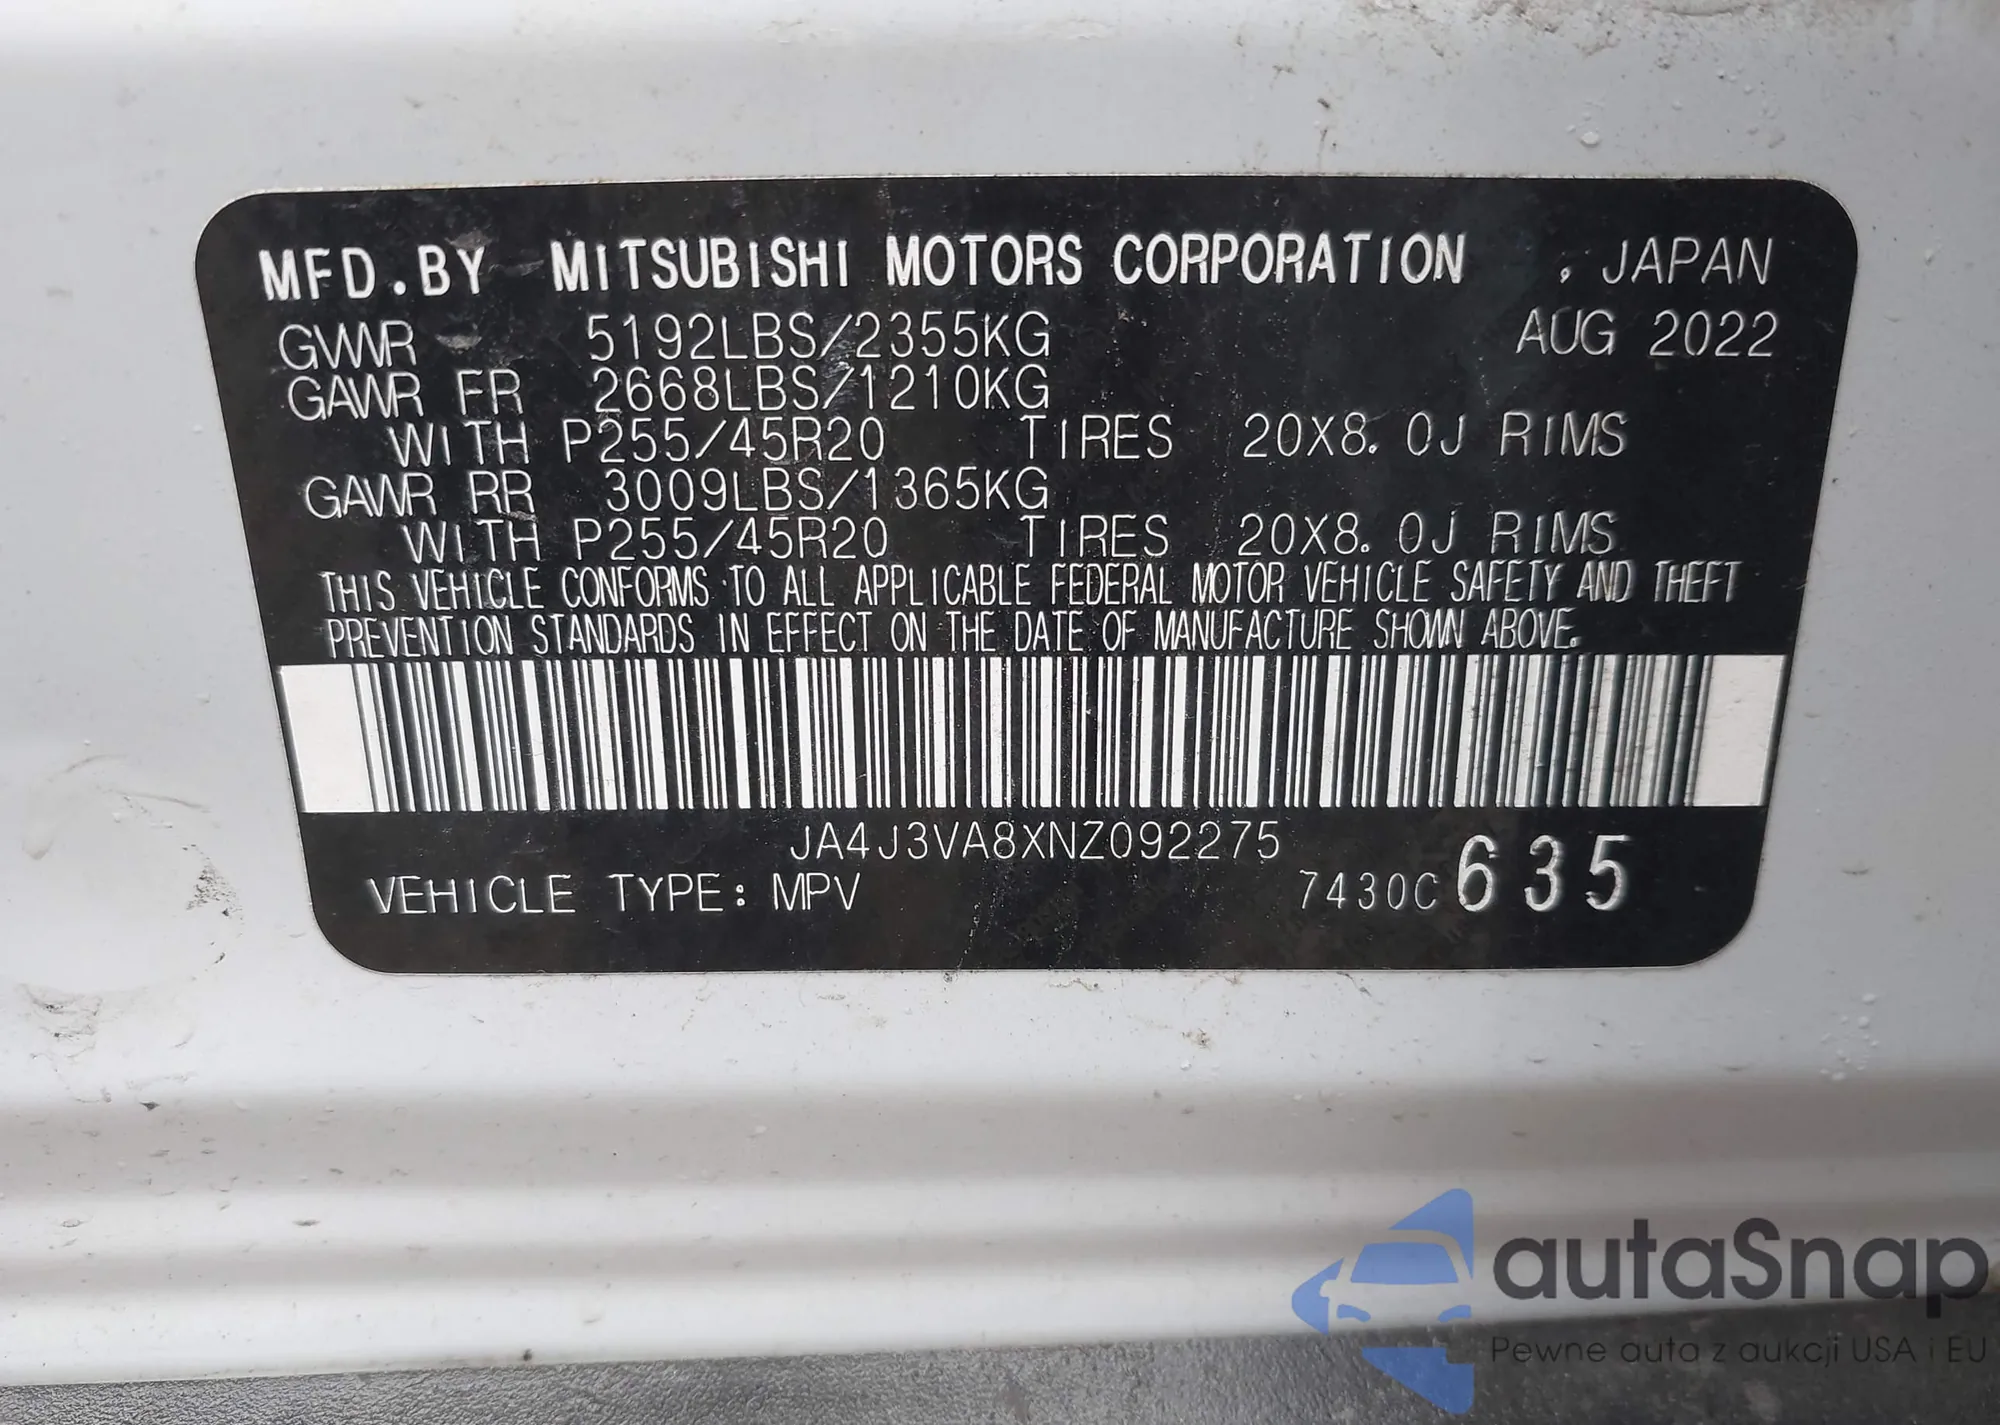 MFD.BY MITSUBISHI MOTORS CORPORATION , JAPAN
GVWR 5192LBS/2355KG AUG 2022
GAWR FR 2668LBS/1210KG
WITH P255/45R20 TIRES 20X8.0J RIMS
GAWR RR 3009LBS/1365KG
WITH P255/45R20 TIRES 20X8.0J RIMS
THIS VEHICLE CONFORMS TO ALL APPLICABLE FEDERAL MOTOR VEHICLE SAFETY AND THEFT
PREVENTION STANDARDS IN EFFECT ON THE DATE OF MANUFACTURE SHOWN ABOVE.
JA4J3VA8XNZ092275
VEHICLE TYPE: MPV 7430C 635
autaSnap
Pewne auta z aukcji USA i EU